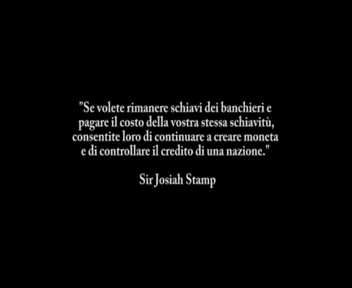 "Se volete rimanere schiavi dei banchieri e
pagare il costo della vostra stessa schiavitù,
consentite loro di continuare a creare moneta
e di controllare il credito di una nazione."
Sir Josiah Stamp